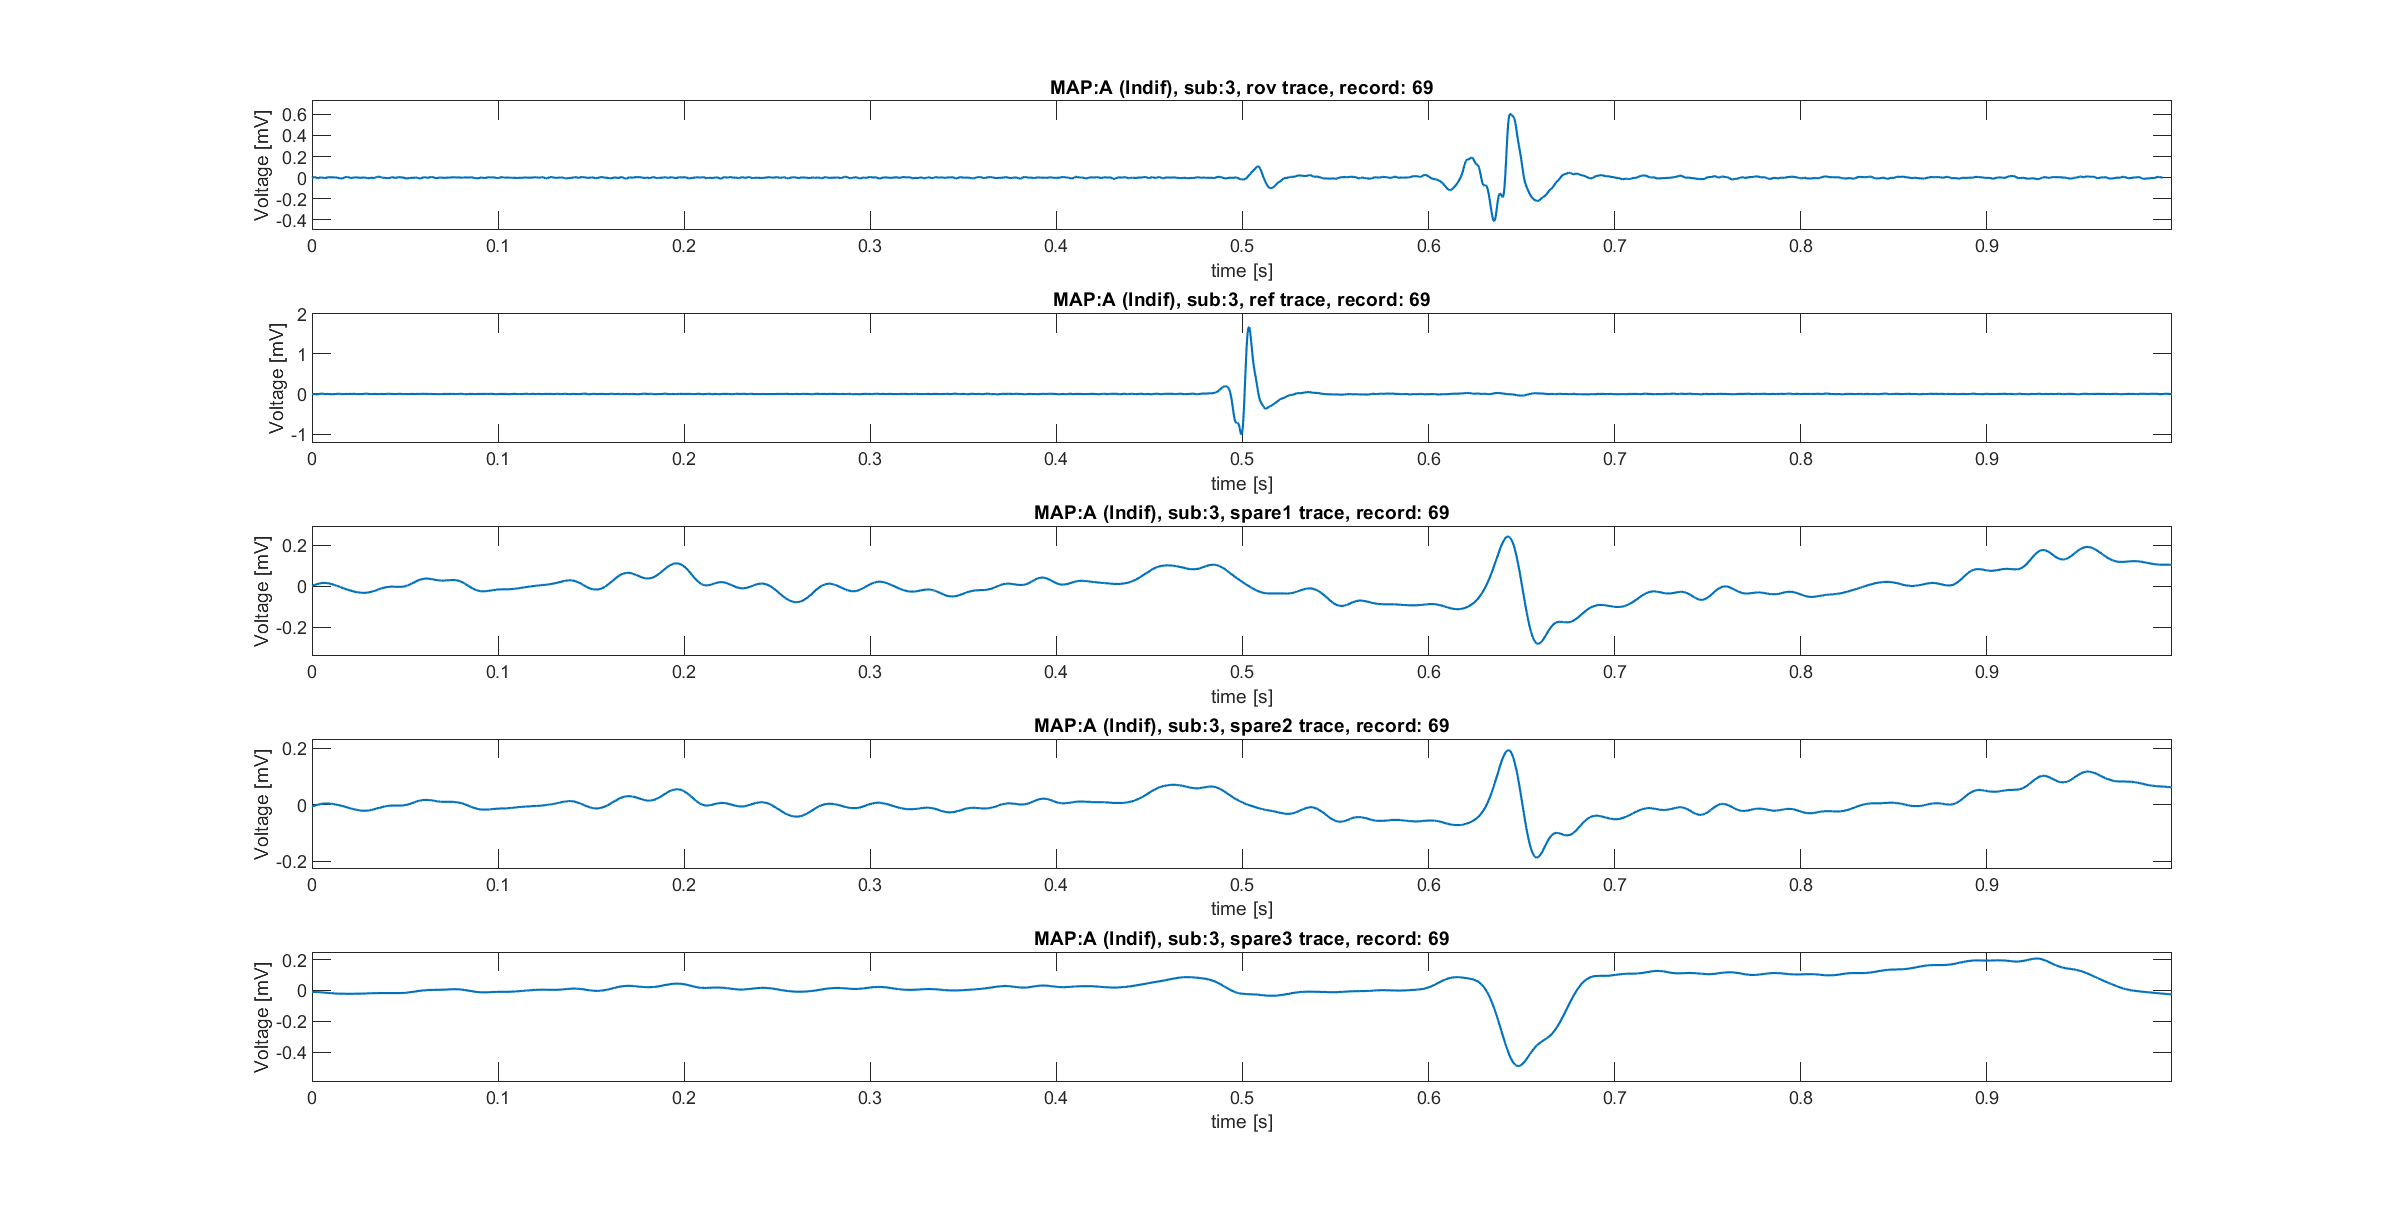 MAP:A (Indif), sub:3, rov trace, record: 69
Voltage [mV]
0.6
0.4
0.2
0
-0.2
-0.4
0 0.1 0.2 0.3 0.4 0.5 0.6 0.7 0.8 0.9
time [s]
MAP:A (Indif), sub:3, ref trace, record: 69
Voltage [mV]
2
1
0
-1
0 0.1 0.2 0.3 0.4 0.5 0.6 0.7 0.8 0.9
time [s]
MAP:A (Indif), sub:3, spare1 trace, record: 69
Voltage [mV]
0.2
0
-0.2
0 0.1 0.2 0.3 0.4 0.5 0.6 0.7 0.8 0.9
time [s]
MAP:A (Indif), sub:3, spare2 trace, record: 69
Voltage [mV]
0.2
0
-0.2
0 0.1 0.2 0.3 0.4 0.5 0.6 0.7 0.8 0.9
time [s]
MAP:A (Indif), sub:3, spare3 trace, record: 69
Voltage [mV]
0.2
0
-0.2
-0.4
0 0.1 0.2 0.3 0.4 0.5 0.6 0.7 0.8 0.9
time [s]